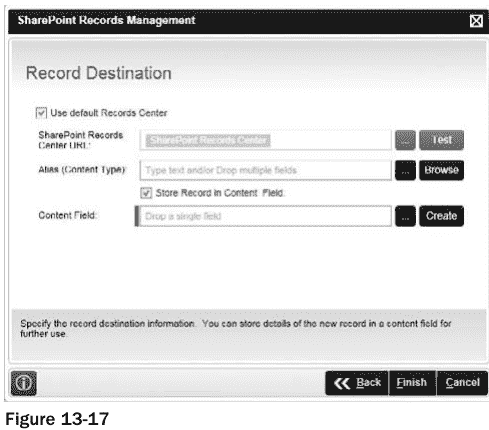 SharePoint Records Management
Record Destination
Use default Records Center
SharePoint Records
Center URL:
SharePoint Records Center
...
Test
Alias (Content Type):
Type text and/or Drop multiple fields
...
Browse
Store Record in Content Field.
Content Field:
Drop a single field
...
Create
Specify the record destination information. You can store details of the new record in a content field for
further use.
Back
Finish
Cancel
Figure 13-17